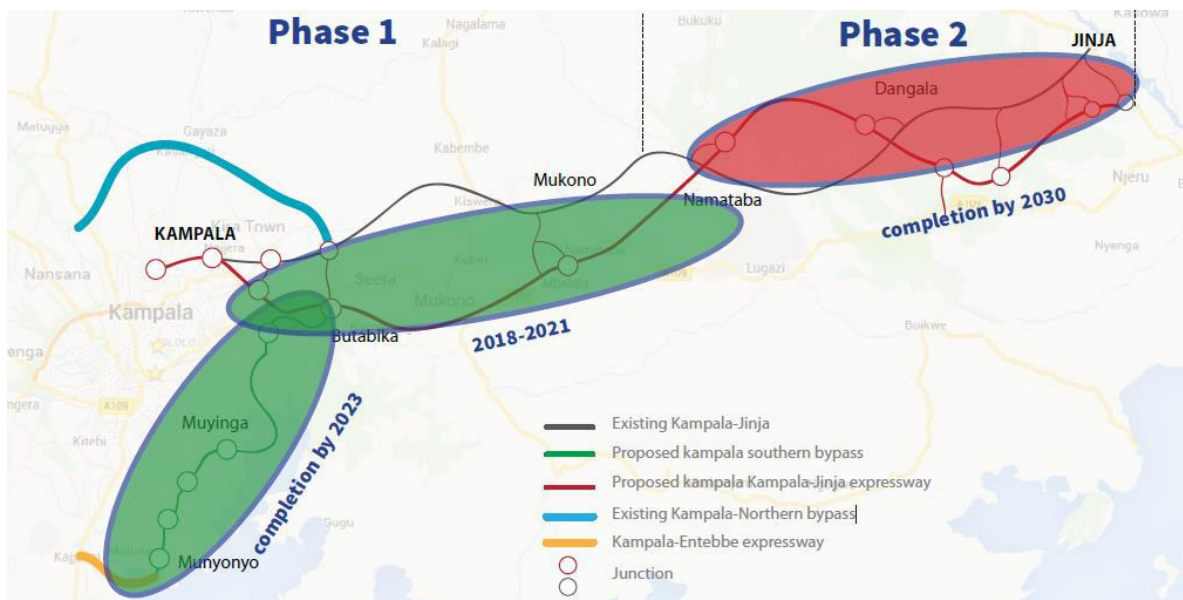 Phase 1
Phase 2
Nagalama
Kalagi
Bukuku
JINJA
Matugga
Gayaza
Kabembe
Dangala
Mukono
Namataba
Njeru
completion by 2030
KAMPALA
Kira Town
Nansana
Kampala
Seeta
Mukono
Lugazi
Nyenga
Buikwe
Butabika
2018-2021
A109
A109
Muyinga
completion by 2023
Munyonyo
Gugu
Existing Kampala-Jinja
Proposed kampala southern bypass
Proposed kampala Kampala-Jinja expressway
Existing Kampala-Northern bypass
Kampala-Entebbe expressway
Junction